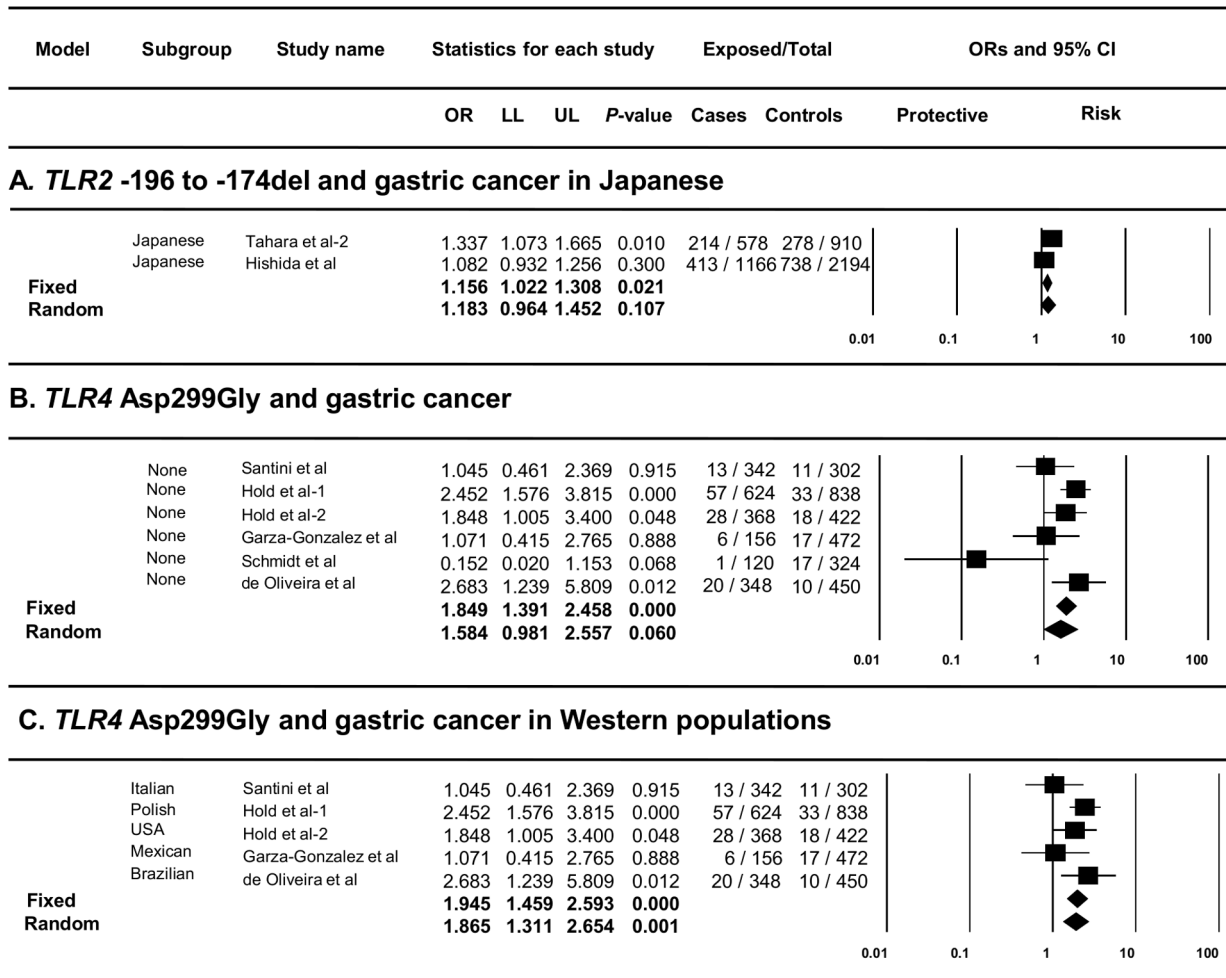 Model Subgroup Study name Statistics for each study Exposed/Total ORs and 95% CI
OR LL UL P-value Cases Controls Protective Risk
A. TLR2 -196 to -174del and gastric cancer in Japanese
Japanese Tahara et al-2 1.337 1.073 1.665 0.010 214 / 578 278 / 910
Japanese Hishida et al 1.082 0.932 1.256 0.300 413 / 1166 738 / 2194
Fixed 1.156 1.022 1.308 0.021
Random 1.183 0.964 1.452 0.107
0.01 0.1 1 10 100
B. TLR4 Asp299Gly and gastric cancer
None Santini et al 1.045 0.461 2.369 0.915 13 / 342 11 / 302
None Hold et al-1 2.452 1.576 3.815 0.000 57 / 624 33 / 838
None Hold et al-2 1.848 1.005 3.400 0.048 28 / 368 18 / 422
None Garza-Gonzalez et al 1.071 0.415 2.765 0.888 6 / 156 17 / 472
None Schmidt et al 0.152 0.020 1.153 0.068 1 / 120 17 / 324
None de Oliveira et al 2.683 1.239 5.809 0.012 20 / 348 10 / 450
Fixed 1.849 1.391 2.458 0.000
Random 1.584 0.981 2.557 0.060
0.01 0.1 1 10 100
C. TLR4 Asp299Gly and gastric cancer in Western populations
Italian Santini et al 1.045 0.461 2.369 0.915 13 / 342 11 / 302
Polish Hold et al-1 2.452 1.576 3.815 0.000 57 / 624 33 / 838
USA Hold et al-2 1.848 1.005 3.400 0.048 28 / 368 18 / 422
Mexican Garza-Gonzalez et al 1.071 0.415 2.765 0.888 6 / 156 17 / 472
Brazilian de Oliveira et al 2.683 1.239 5.809 0.012 20 / 348 10 / 450
Fixed 1.945 1.459 2.593 0.000
Random 1.865 1.311 2.654 0.001
0.01 0.1 1 10 100